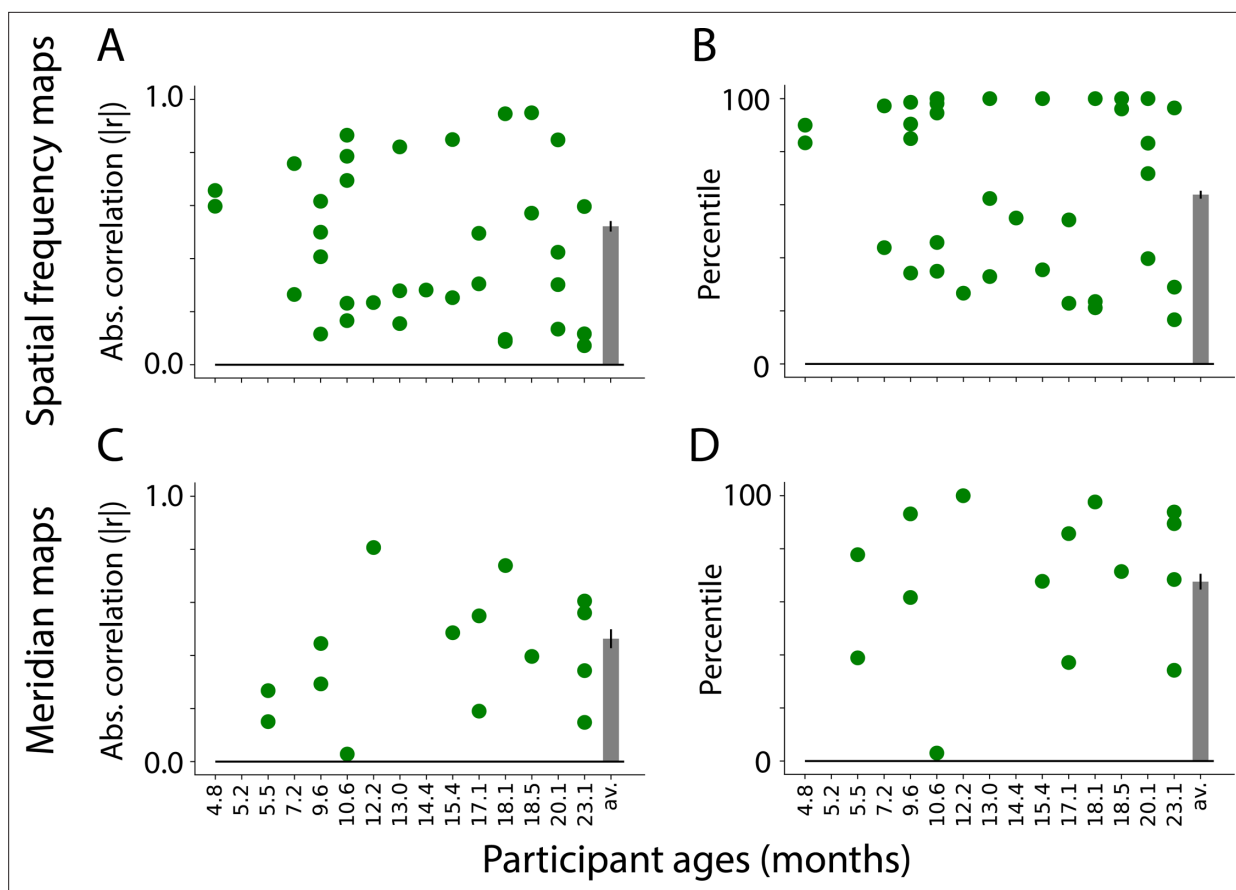 A
B
Spatial frequency maps
Abs. correlation (|r|)
1.0
0.0
Percentile
100
0
C
D
Meridian maps
Abs. correlation (|r|)
1.0
0.0
4.8 5.2 5.5 7.2 9.6 10.6 12.2 13.0 14.4 15.4 17.1 18.1 18.5 20.1 23.1 av.
Percentile
100
0
4.8 5.2 5.5 7.2 9.6 10.6 12.2 13.0 14.4 15.4 17.1 18.1 18.5 20.1 23.1 av.
Participant ages (months)